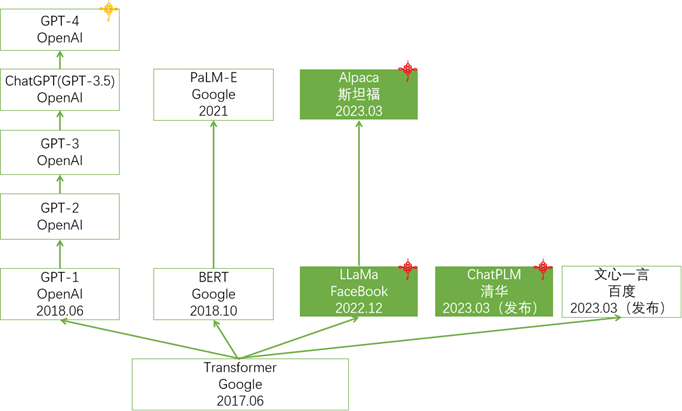 GPT-4
OpenAI
ChatGPT(GPT-3.5)
OpenAI
PaLM-E
Google
2021
Alpaca
斯坦福
2023.03
GPT-3
OpenAI
GPT-2
OpenAI
GPT-1
OpenAI
2018.06
BERT
Google
2018.10
LLaMa
FaceBook
2022.12
ChatPLM
清华
2023.03（发布）
文心一言
百度
2023.03（发布）
Transformer
Google
2017.06